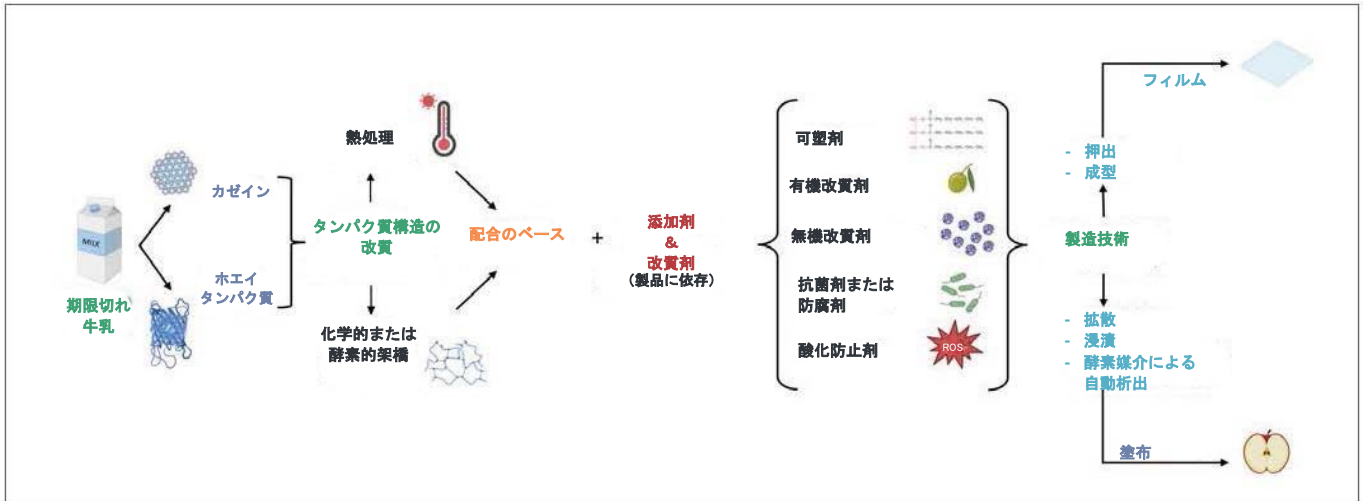 MILK
期限切れ
牛乳
カゼイン
ホエイ
タンパク質
熱処理
タンパク質構造の
改質
化学的または
酵素的架橋
配合のベース
+
添加剤
&
改質剤
(製品に依存)
可塑剤
有機改質剤
無機改質剤
抗菌剤または
防腐剤
酸化防止剤
ROS
フィルム
- 押出
- 成型
製造技術
- 拡散
- 浸漬
- 酵素媒介による
自動析出
塗布